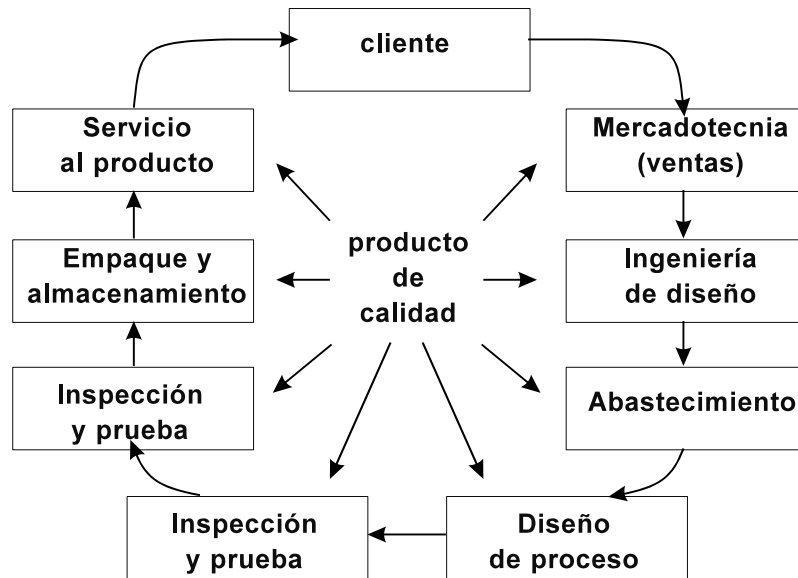 cliente
Servicio
al producto
Mercadotecnia
(ventas)
producto
de
calidad
Empaque y
almacenamiento
Ingeniería
de diseño
Inspección
y prueba
Abastecimiento
Inspección
y prueba
Diseño
de proceso